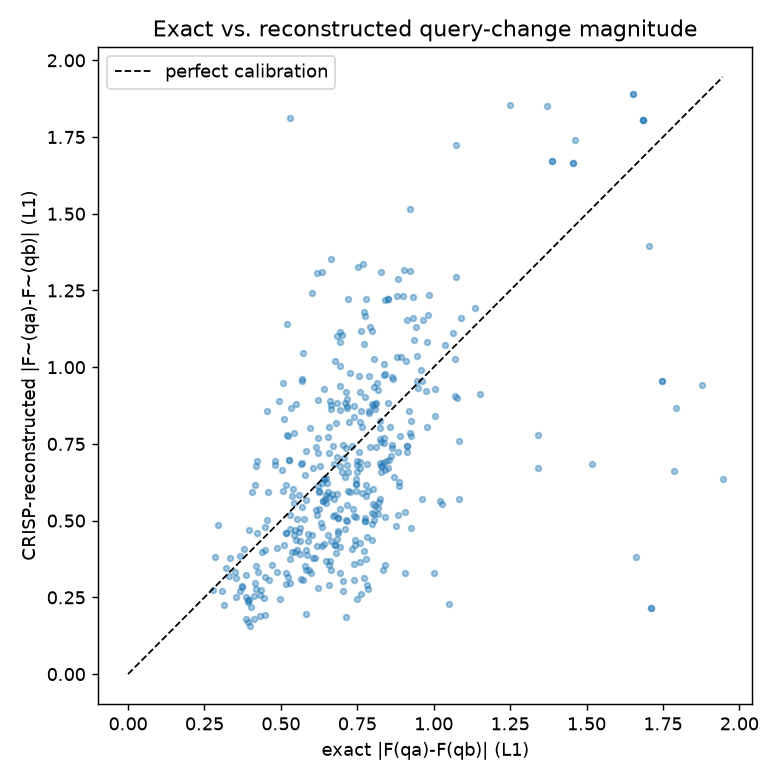 Exact vs. reconstructed query-change magnitude
perfect calibration
CRISP-reconstructed |F~(qa)-F~(qb)| (L1)
2.00
1.75
1.50
1.25
1.00
0.75
0.50
0.25
0.00
0.00 0.25 0.50 0.75 1.00 1.25 1.50 1.75 2.00
exact |F(qa)-F(qb)| (L1)